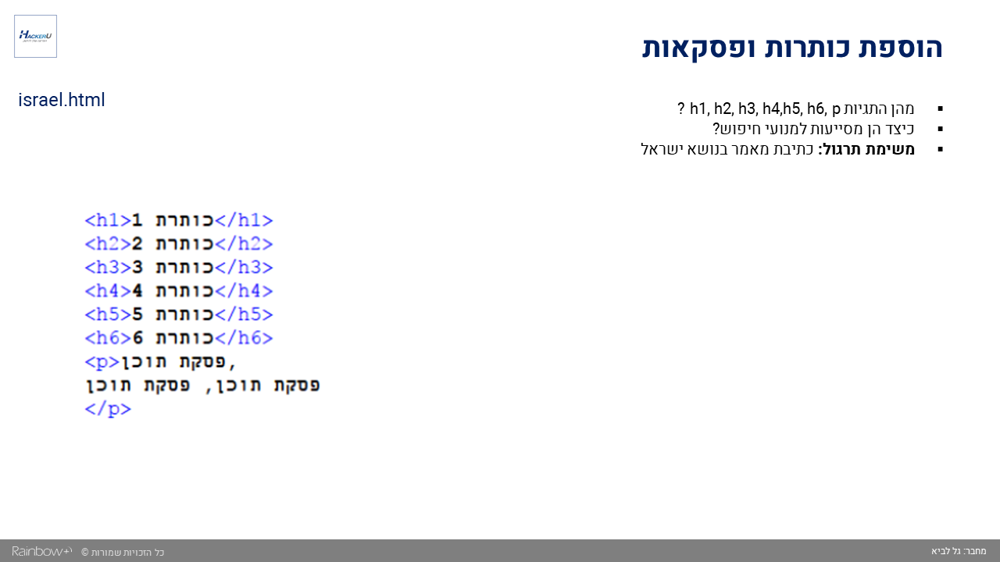 HACKERU
הוספת כותרות ופסקאות
israel.html
מהן התגיות h1, h2, h3, h4,h5, h6, p ?
כיצד הן מסייעות למנועי חיפוש?
משימת תרגול: כתיבת מאמר בנושא ישראל
<h1>כותרת 1</h1>
<h2>כותרת 2</h2>
<h3>כותרת 3</h3>
<h4>כותרת 4</h4>
<h5>כותרת 5</h5>
<h6>כותרת 6</h6>
<p>פסקת תוכן,
פסקת תוכן, פסקת תוכן
</p>
Rainbow+
כל הזכויות שמורות ©
מחבר: גל לביא